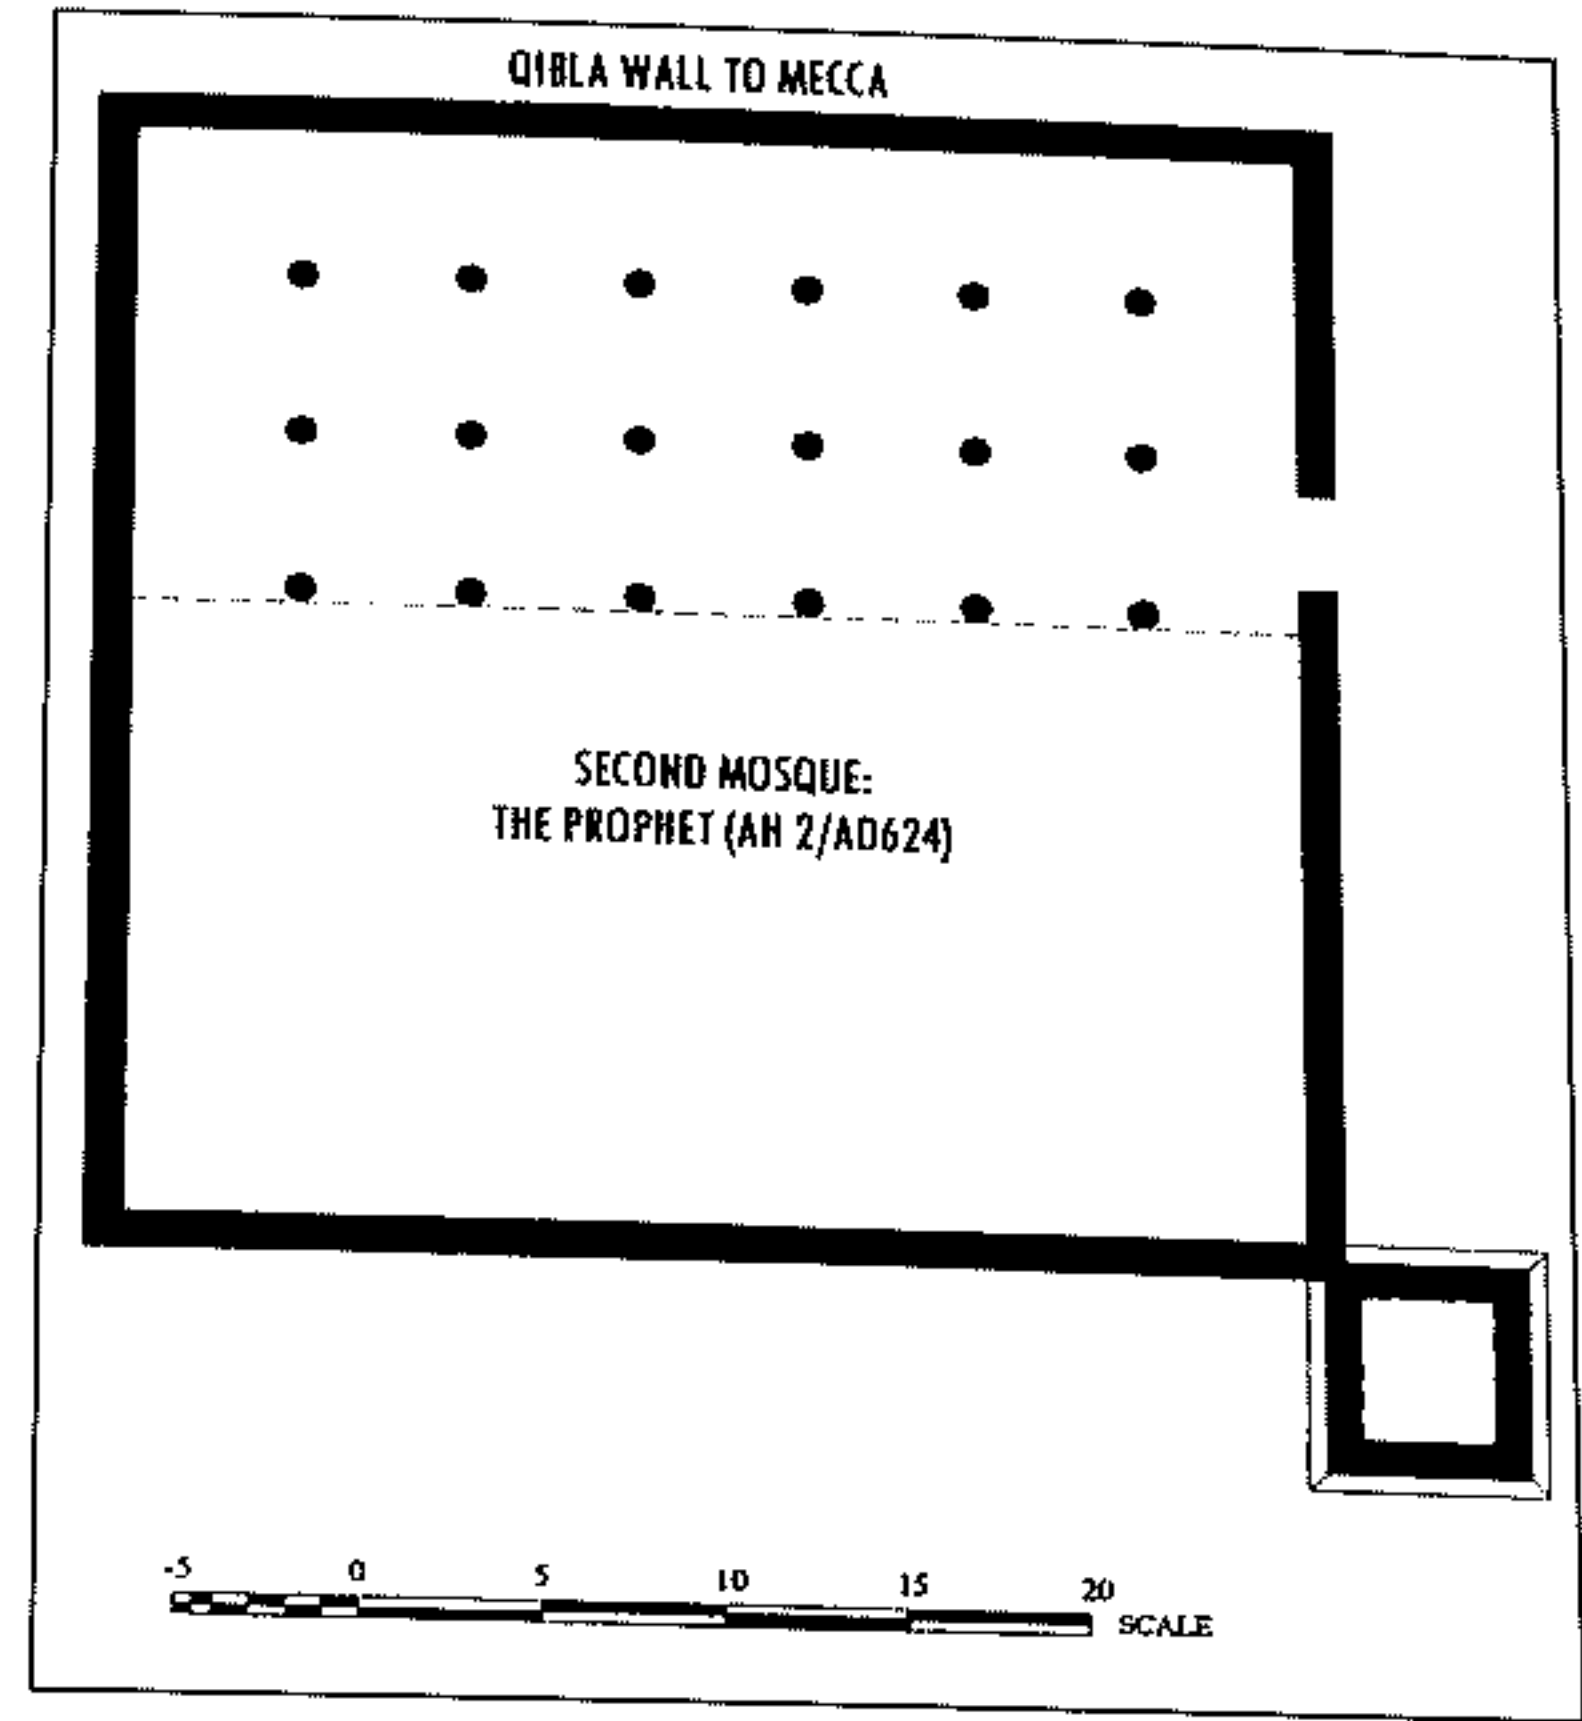 QIBLA WALL TO MECCA
SECOND MOSQUE:
THE PROPHET (AH 2/AD624)
-5 0 5 10 15 20
SCALE